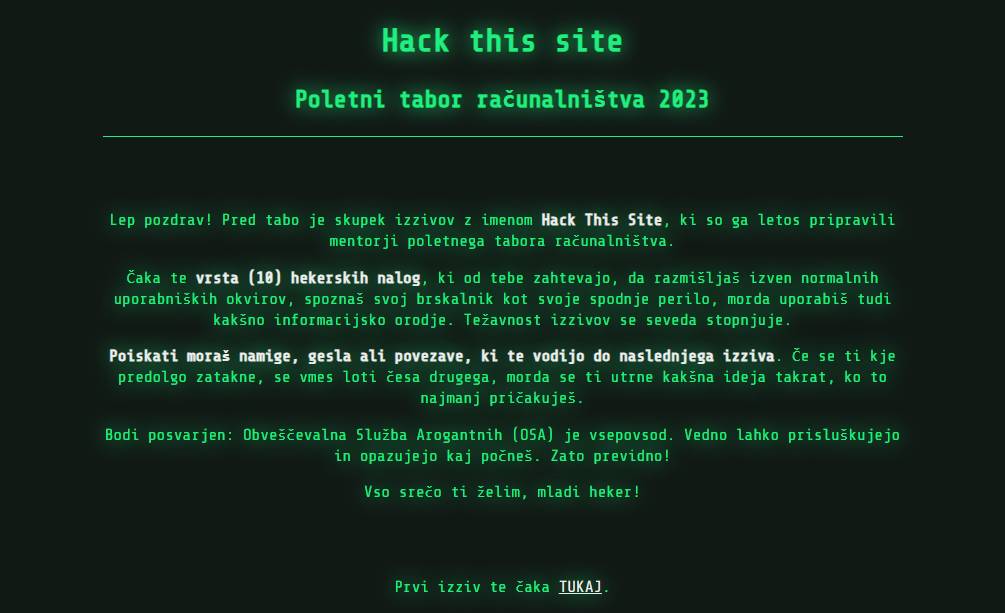 Hack this site
Poletni tabor računalništva 2023
Lep pozdrav! Pred tabo je skupek izzivov z imenom Hack This Site, ki so ga letos pripravili
mentorji poletnega tabora računalništva.
Čaka te vrsta (10) hekerskih nalog, ki od tebe zahtevajo, da razmišljaš izven normalnih
uporabniških okvirov, spoznaš svoj brskalnik kot svoje spodnje perilo, morda uporabiš tudi
kakšno informacijsko orodje. Težavnost izzivov se seveda stopnjuje.
Poiskati moraš namige, gesla ali povezave, ki te vodijo do naslednjega izziva. Če se ti kje
predolgo zatakne, se vmes loti česa drugega, morda se ti utrne kakšna ideja takrat, ko to
najmanj pričakuješ.
Bodi posvarjen: Obveščevalna Služba Arogantnih (OSA) je vsepovsod. Vedno lahko prisluškujejo
in opazujejo kaj počneš. Zato previdno!
Vso srečo ti želim, mladi heker!
Prvi izziv te čaka TUKAJ.